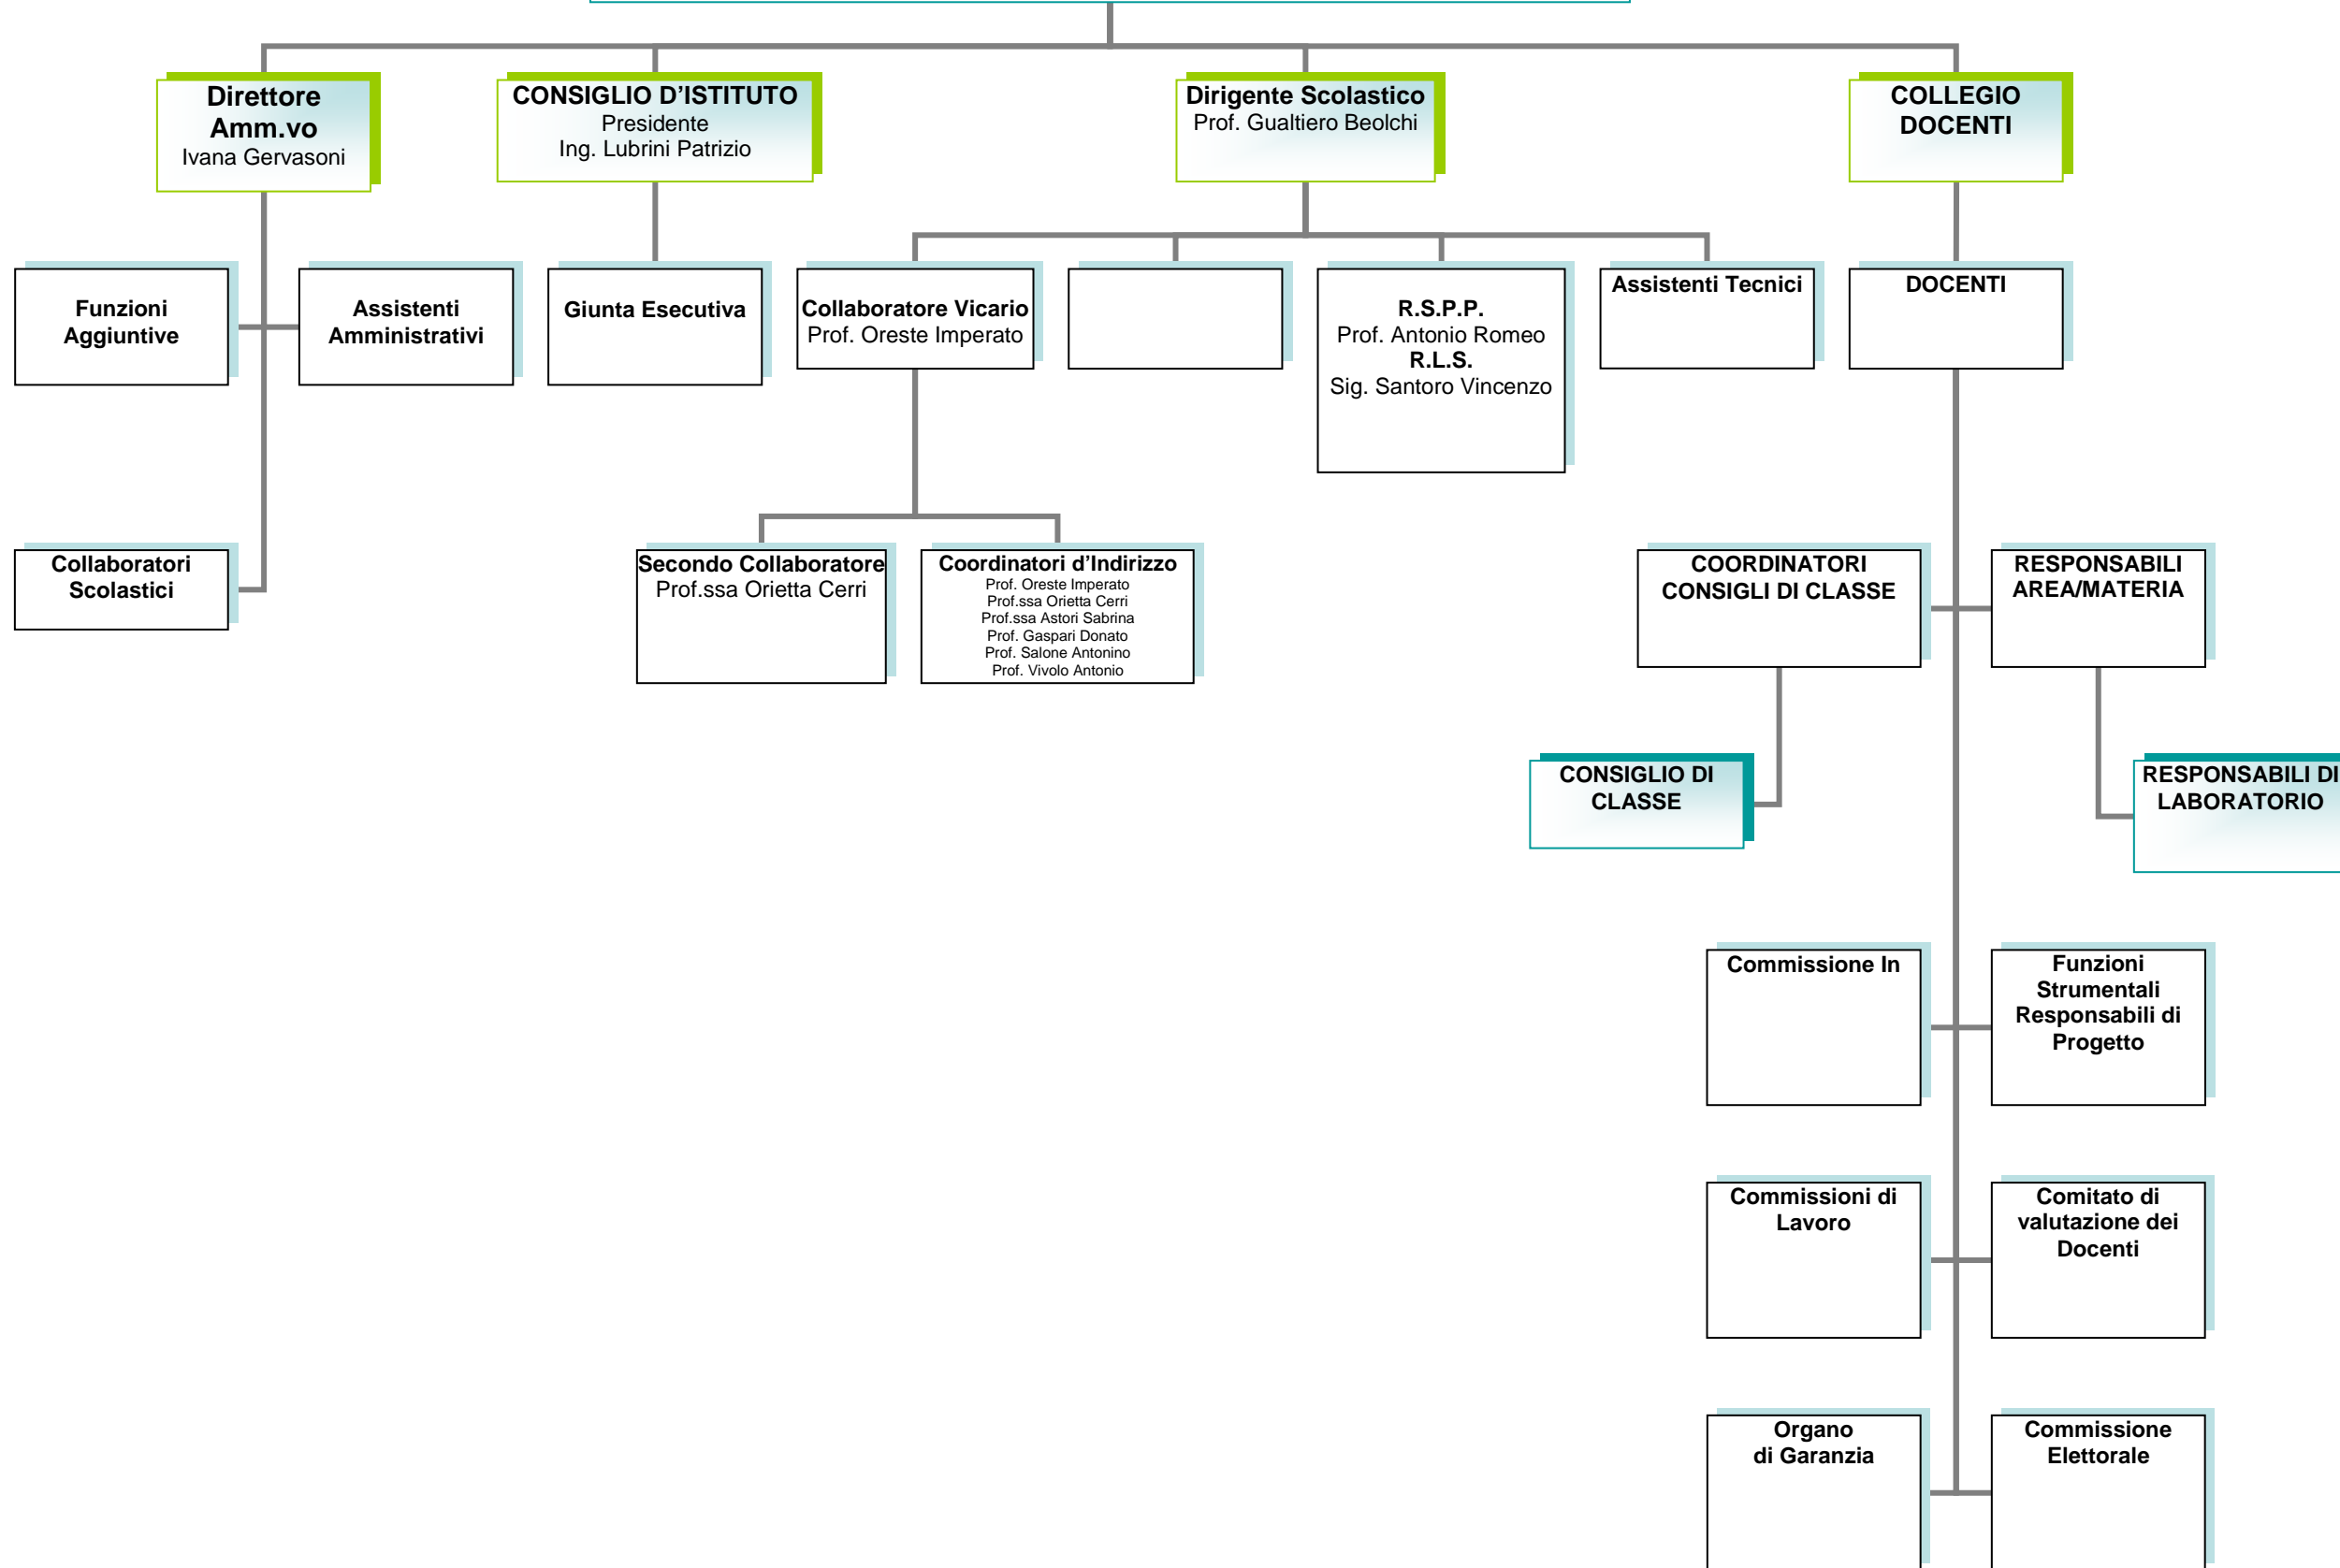 Direttore
Amm.vo
Ivana Gervasoni
CONSIGLIO D’ISTITUTO
Presidente
Ing. Lubrini Patrizio
Dirigente Scolastico
Prof. Gualtiero Beolchi
COLLEGIO
DOCENTI
Funzioni
Aggiuntive
Assistenti
Amministrativi
Giunta Esecutiva
Collaboratore Vicario
Prof. Oreste Imperato
R.S.P.P.
Prof. Antonio Romeo
R.L.S.
Sig. Santoro Vincenzo
Assistenti Tecnici
DOCENTI
Collaboratori
Scolastici
Secondo Collaboratore
Prof.ssa Orietta Cerri
Coordinatori d’Indirizzo
Prof. Oreste Imperato
Prof.ssa Orietta Cerri
Prof.ssa Astori Sabrina
Prof. Gaspari Donato
Prof. Salone Antonino
Prof. Vivolo Antonio
COORDINATORI
CONSIGLI DI CLASSE
RESPONSABILI
AREA/MATERIA
CONSIGLIO DI
CLASSE
RESPONSABILI DI
LABORATORIO
Commissione In
Funzioni
Strumentali
Responsabili di
Progetto
Commissioni di
Lavoro
Comitato di
valutazione dei
Docenti
Organo
di Garanzia
Commissione
Elettorale